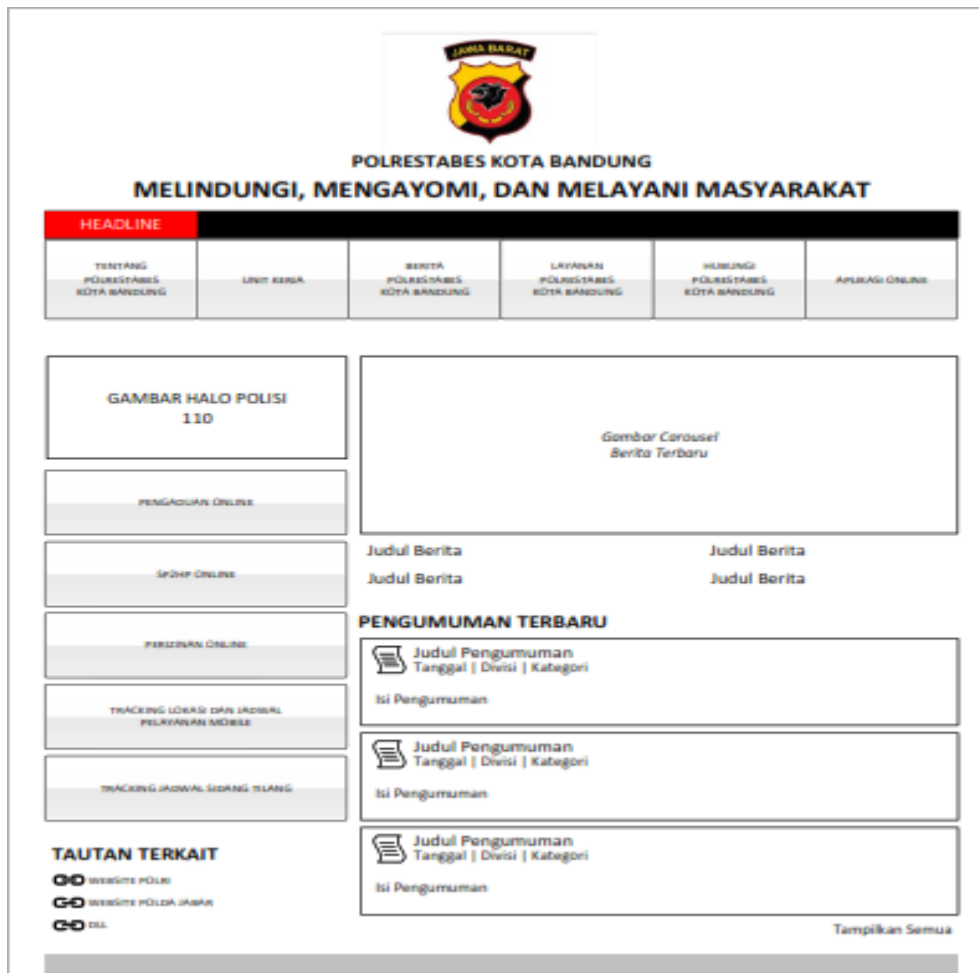 JAWA BARAT
POLRESTABES KOTA BANDUNG
MELINDUNGI, MENGAYOMI, DAN MELAYANI MASYARAKAT
HEADLINE
TENTANG
POLRESTABES
KOTA BANDUNG
UNIT KERJA
BERITA
POLRESTABES
KOTA BANDUNG
LAYANAN
POLRESTABES
KOTA BANDUNG
HUBUNGI
POLRESTABES
KOTA BANDUNG
APLIKASI ONLINE
GAMBAR HALO POLISI
110
PENGADUAN ONLINE
SP2HP ONLINE
PERIZINAN ONLINE
TRACKING LOKASI DAN JADWAL
PELAYANAN MOBILE
TRACKING JADWAL SIDANG TILANG
TAUTAN TERKAIT
WEBSITE POLRI
WEBSITE POLDA JABAR
DLL
Gambar Carousel
Berita Terbaru
Judul Berita
Judul Berita
Judul Berita
Judul Berita
PENGUMUMAN TERBARU
Judul Pengumuman
Tanggal | Divisi | Kategori
Isi Pengumuman
Judul Pengumuman
Tanggal | Divisi | Kategori
Isi Pengumuman
Judul Pengumuman
Tanggal | Divisi | Kategori
Isi Pengumuman
Tampilkan Semua